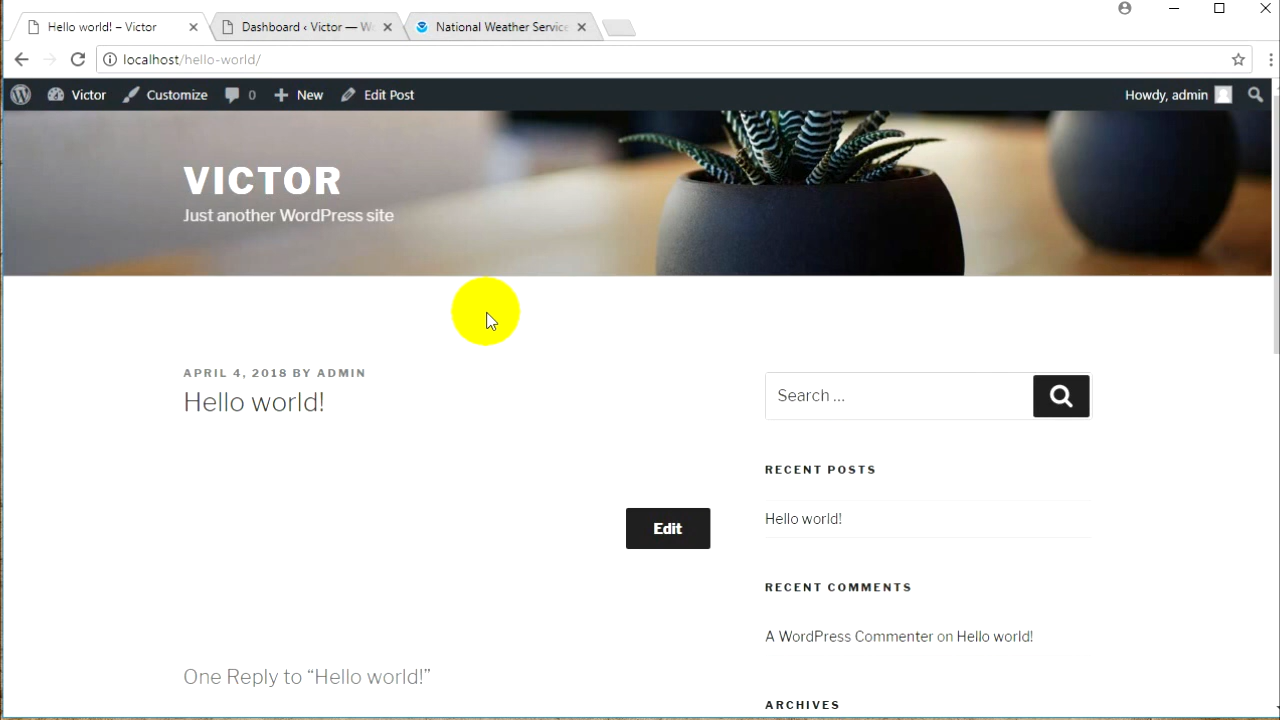 Hello world! – Victor
Dashboard ‹ Victor — W
National Weather Service
localhost/hello-world/
Victor
Customize
0
New
Edit Post
Howdy, admin
VICTOR
Just another WordPress site
APRIL 4, 2018 BY ADMIN
Hello world!
Search …
RECENT POSTS
Hello world!
Edit
RECENT COMMENTS
A WordPress Commenter on Hello world!
One Reply to “Hello world!”
ARCHIVES